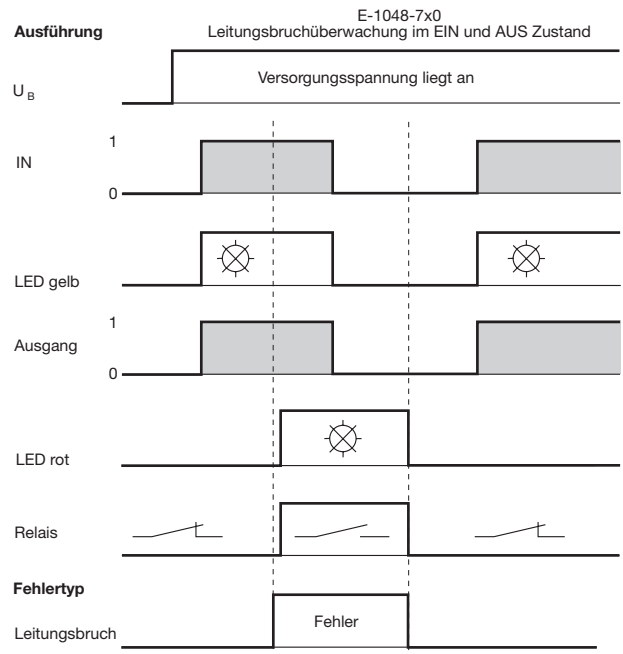 E-1048-7x0
Ausführung Leitungsbruchüberwachung im EIN und AUS Zustand
Versorgungsspannung liegt an
U B
1
IN
0
LED gelb
1
Ausgang
0
LED rot
Relais
Fehlertyp
Fehler
Leitungsbruch